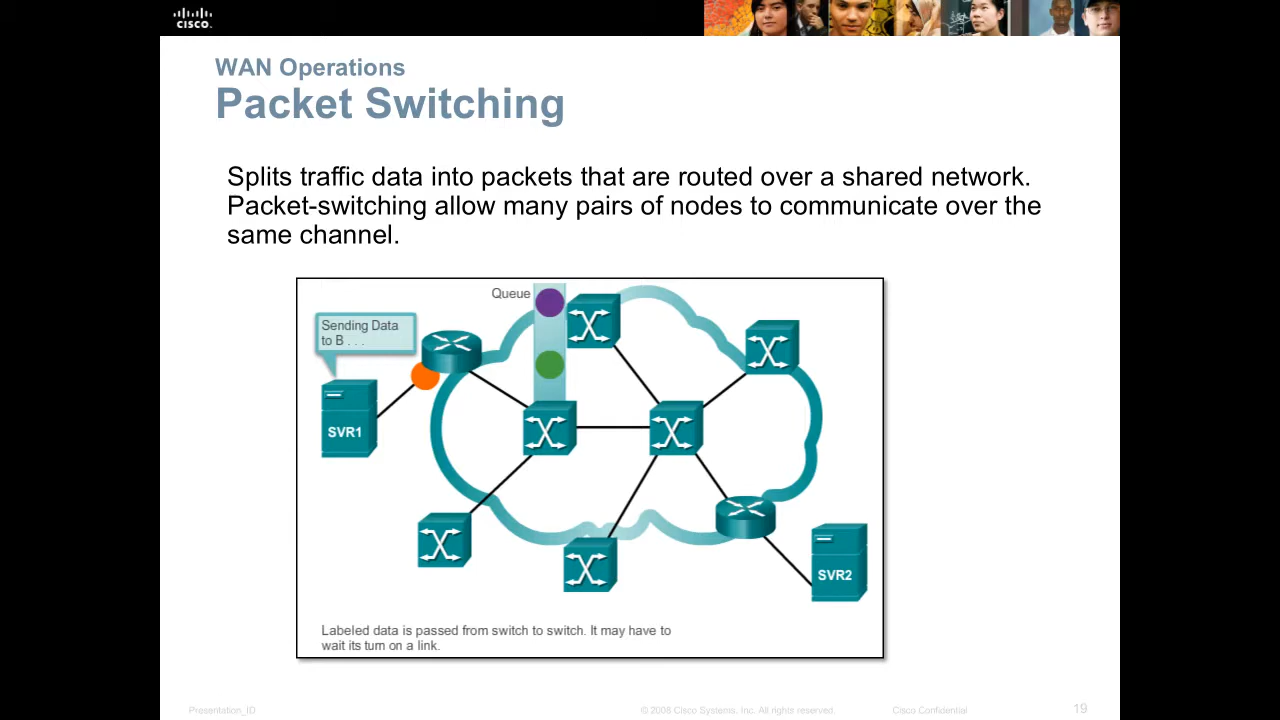 CISCO.
WAN Operations
Packet Switching
Splits traffic data into packets that are routed over a shared network.
Packet-switching allow many pairs of nodes to communicate over the
same channel.
Queue
Sending Data
to B . . .
SVR1
SVR2
Labeled data is passed from switch to switch. It may have to
wait its turn on a link.
Presentation_ID
© 2008 Cisco Systems, Inc. All rights reserved.
Cisco Confidential
19